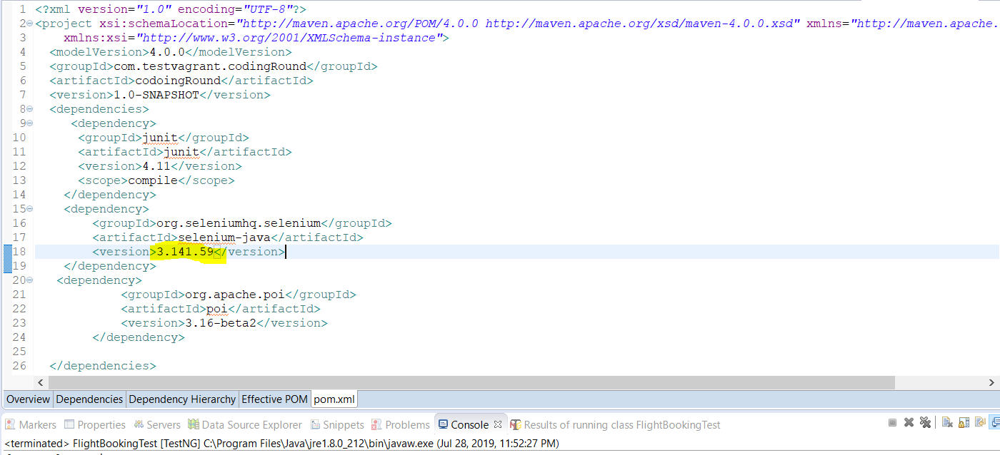 1 <?xml version="1.0" encoding="UTF-8"?>
2 <project xsi:schemaLocation="http://maven.apache.org/POM/4.0.0 http://maven.apache.org/xsd/maven-4.0.0.xsd" xmlns="http://maven.apache.
3 xmlns:xsi="http://www.w3.org/2001/XMLSchema-instance">
4 <modelVersion>4.0.0</modelVersion>
5 <groupId>com.testvagrant.codingRound</groupId>
6 <artifactId>codoingRound</artifactId>
7 <version>1.0-SNAPSHOT</version>
8 <dependencies>
9 <dependency>
10 <groupId>junit</groupId>
11 <artifactId>junit</artifactId>
12 <version>4.11</version>
13 <scope>compile</scope>
14 </dependency>
15 <dependency>
16 <groupId>org.seleniumhq.selenium</groupId>
17 <artifactId>selenium-java</artifactId>
18 <version>3.141.59</version>
19 </dependency>
20 <dependency>
21 <groupId>org.apache.poi</groupId>
22 <artifactId>poi</artifactId>
23 <version>3.16-beta2</version>
24 </dependency>
25
26 </dependencies>
Overview Dependencies Dependency Hierarchy Effective POM pom.xml
Markers Properties Servers Data Source Explorer Snippets Problems Console Results of running class FlightBookingTest
<terminated> FlightBookingTest [TestNG] C:\Program Files\Java\jre1.8.0_212\bin\javaw.exe (Jul 28, 2019, 11:52:27 PM)